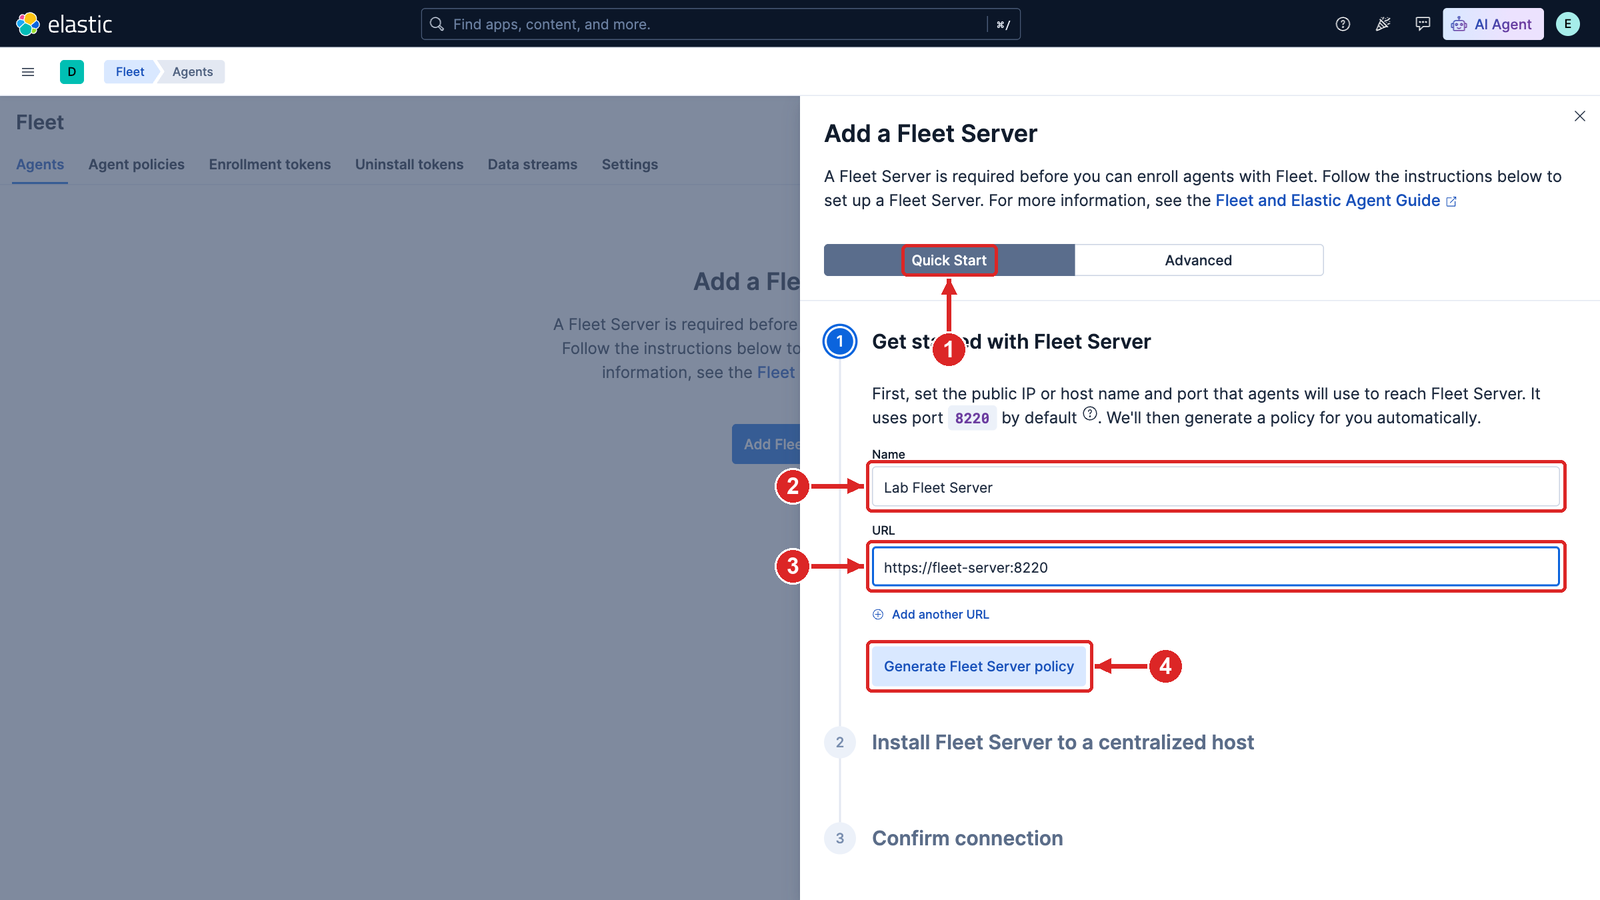 elastic
Find apps, content, and more.
⌘/
AI Agent
E
D
Fleet
Agents
Fleet
Agents
Agent policies
Enrollment tokens
Uninstall tokens
Data streams
Settings
Add a Fle
A Fleet Server is required before
Follow the instructions below to
information, see the Fleet
Add Flee
Add a Fleet Server
A Fleet Server is required before you can enroll agents with Fleet. Follow the instructions below to
set up a Fleet Server. For more information, see the Fleet and Elastic Agent Guide
Quick Start
Advanced
1
1
Get started with Fleet Server
First, set the public IP or host name and port that agents will use to reach Fleet Server. It
uses port 8220 by default ?. We'll then generate a policy for you automatically.
Name
2
Lab Fleet Server
URL
3
https://fleet-server:8220
Add another URL
Generate Fleet Server policy
4
2
Install Fleet Server to a centralized host
3
Confirm connection